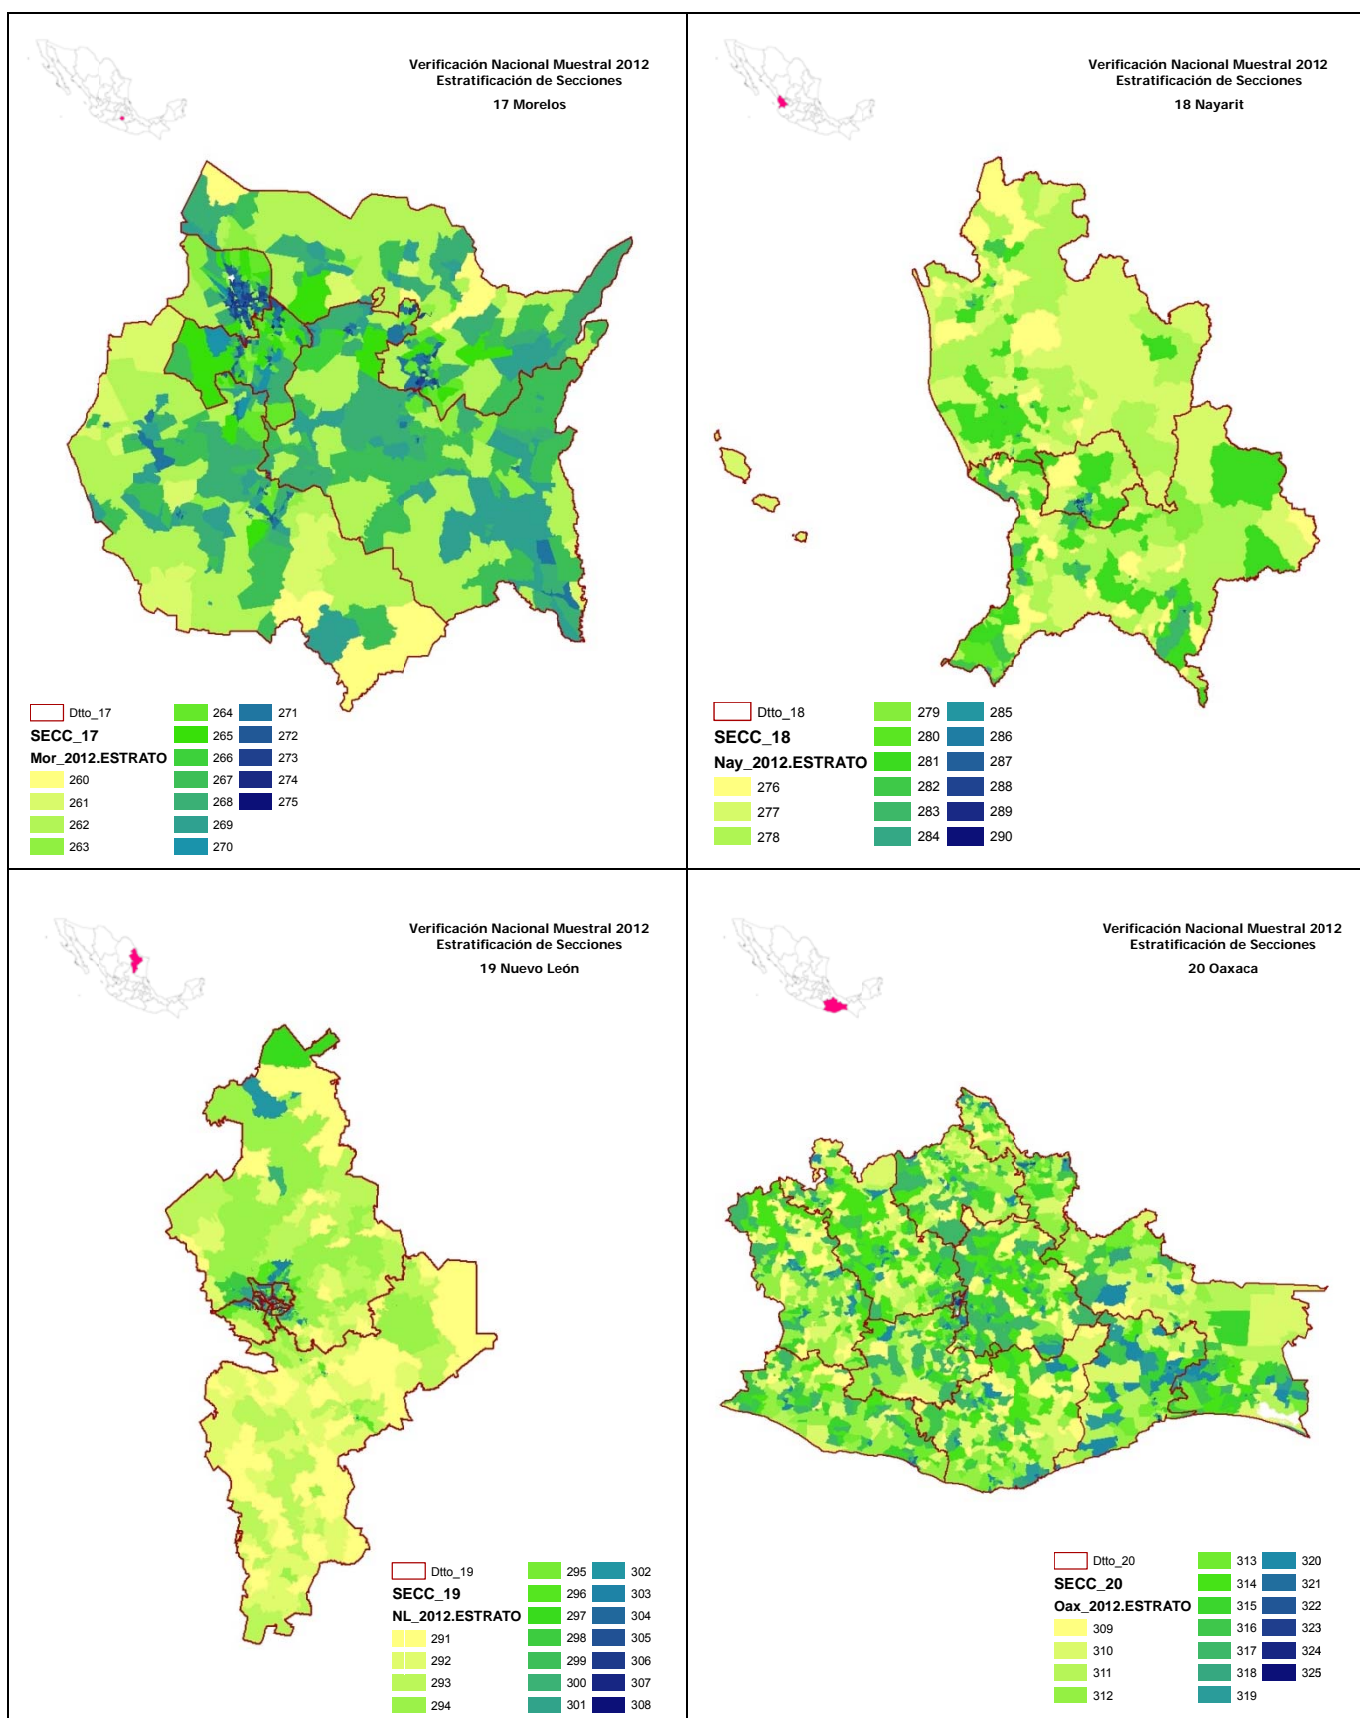 Verificación Nacional Muestral 2012
Estratificación de Secciones
17 Morelos
Dtto_17
SECC_17
Mor_2012.ESTRATO
260
261
262
263
264
265
266
267
268
269
270
271
272
273
274
275
Verificación Nacional Muestral 2012
Estratificación de Secciones
18 Nayarit
Dtto_18
SECC_18
Nay_2012.ESTRATO
276
277
278
279
280
281
282
283
284
285
286
287
288
289
290
Verificación Nacional Muestral 2012
Estratificación de Secciones
19 Nuevo León
Dtto_19
SECC_19
NL_2012.ESTRATO
291
292
293
294
295
296
297
298
299
300
301
302
303
304
305
306
307
308
Verificación Nacional Muestral 2012
Estratificación de Secciones
20 Oaxaca
Dtto_20
SECC_20
Oax_2012.ESTRATO
309
310
311
312
313
314
315
316
317
318
319
320
321
322
323
324
325